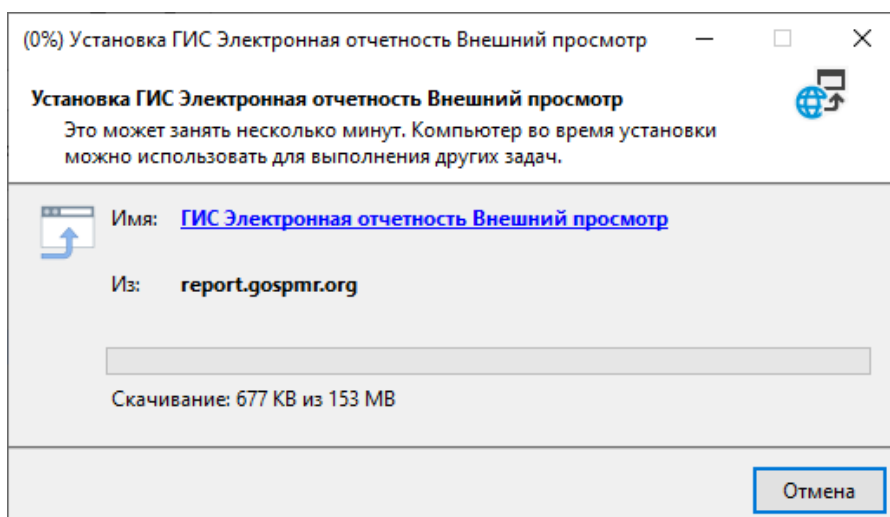 (0%) Установка ГИС Электронная отчетность Внешний просмотр
Установка ГИС Электронная отчетность Внешний просмотр
Это может занять несколько минут. Компьютер во время установки
можно использовать для выполнения других задач.
Имя: ГИС Электронная отчетность Внешний просмотр
Из: report.gospmr.org
Скачивание: 677 KB из 153 MB
Отмена